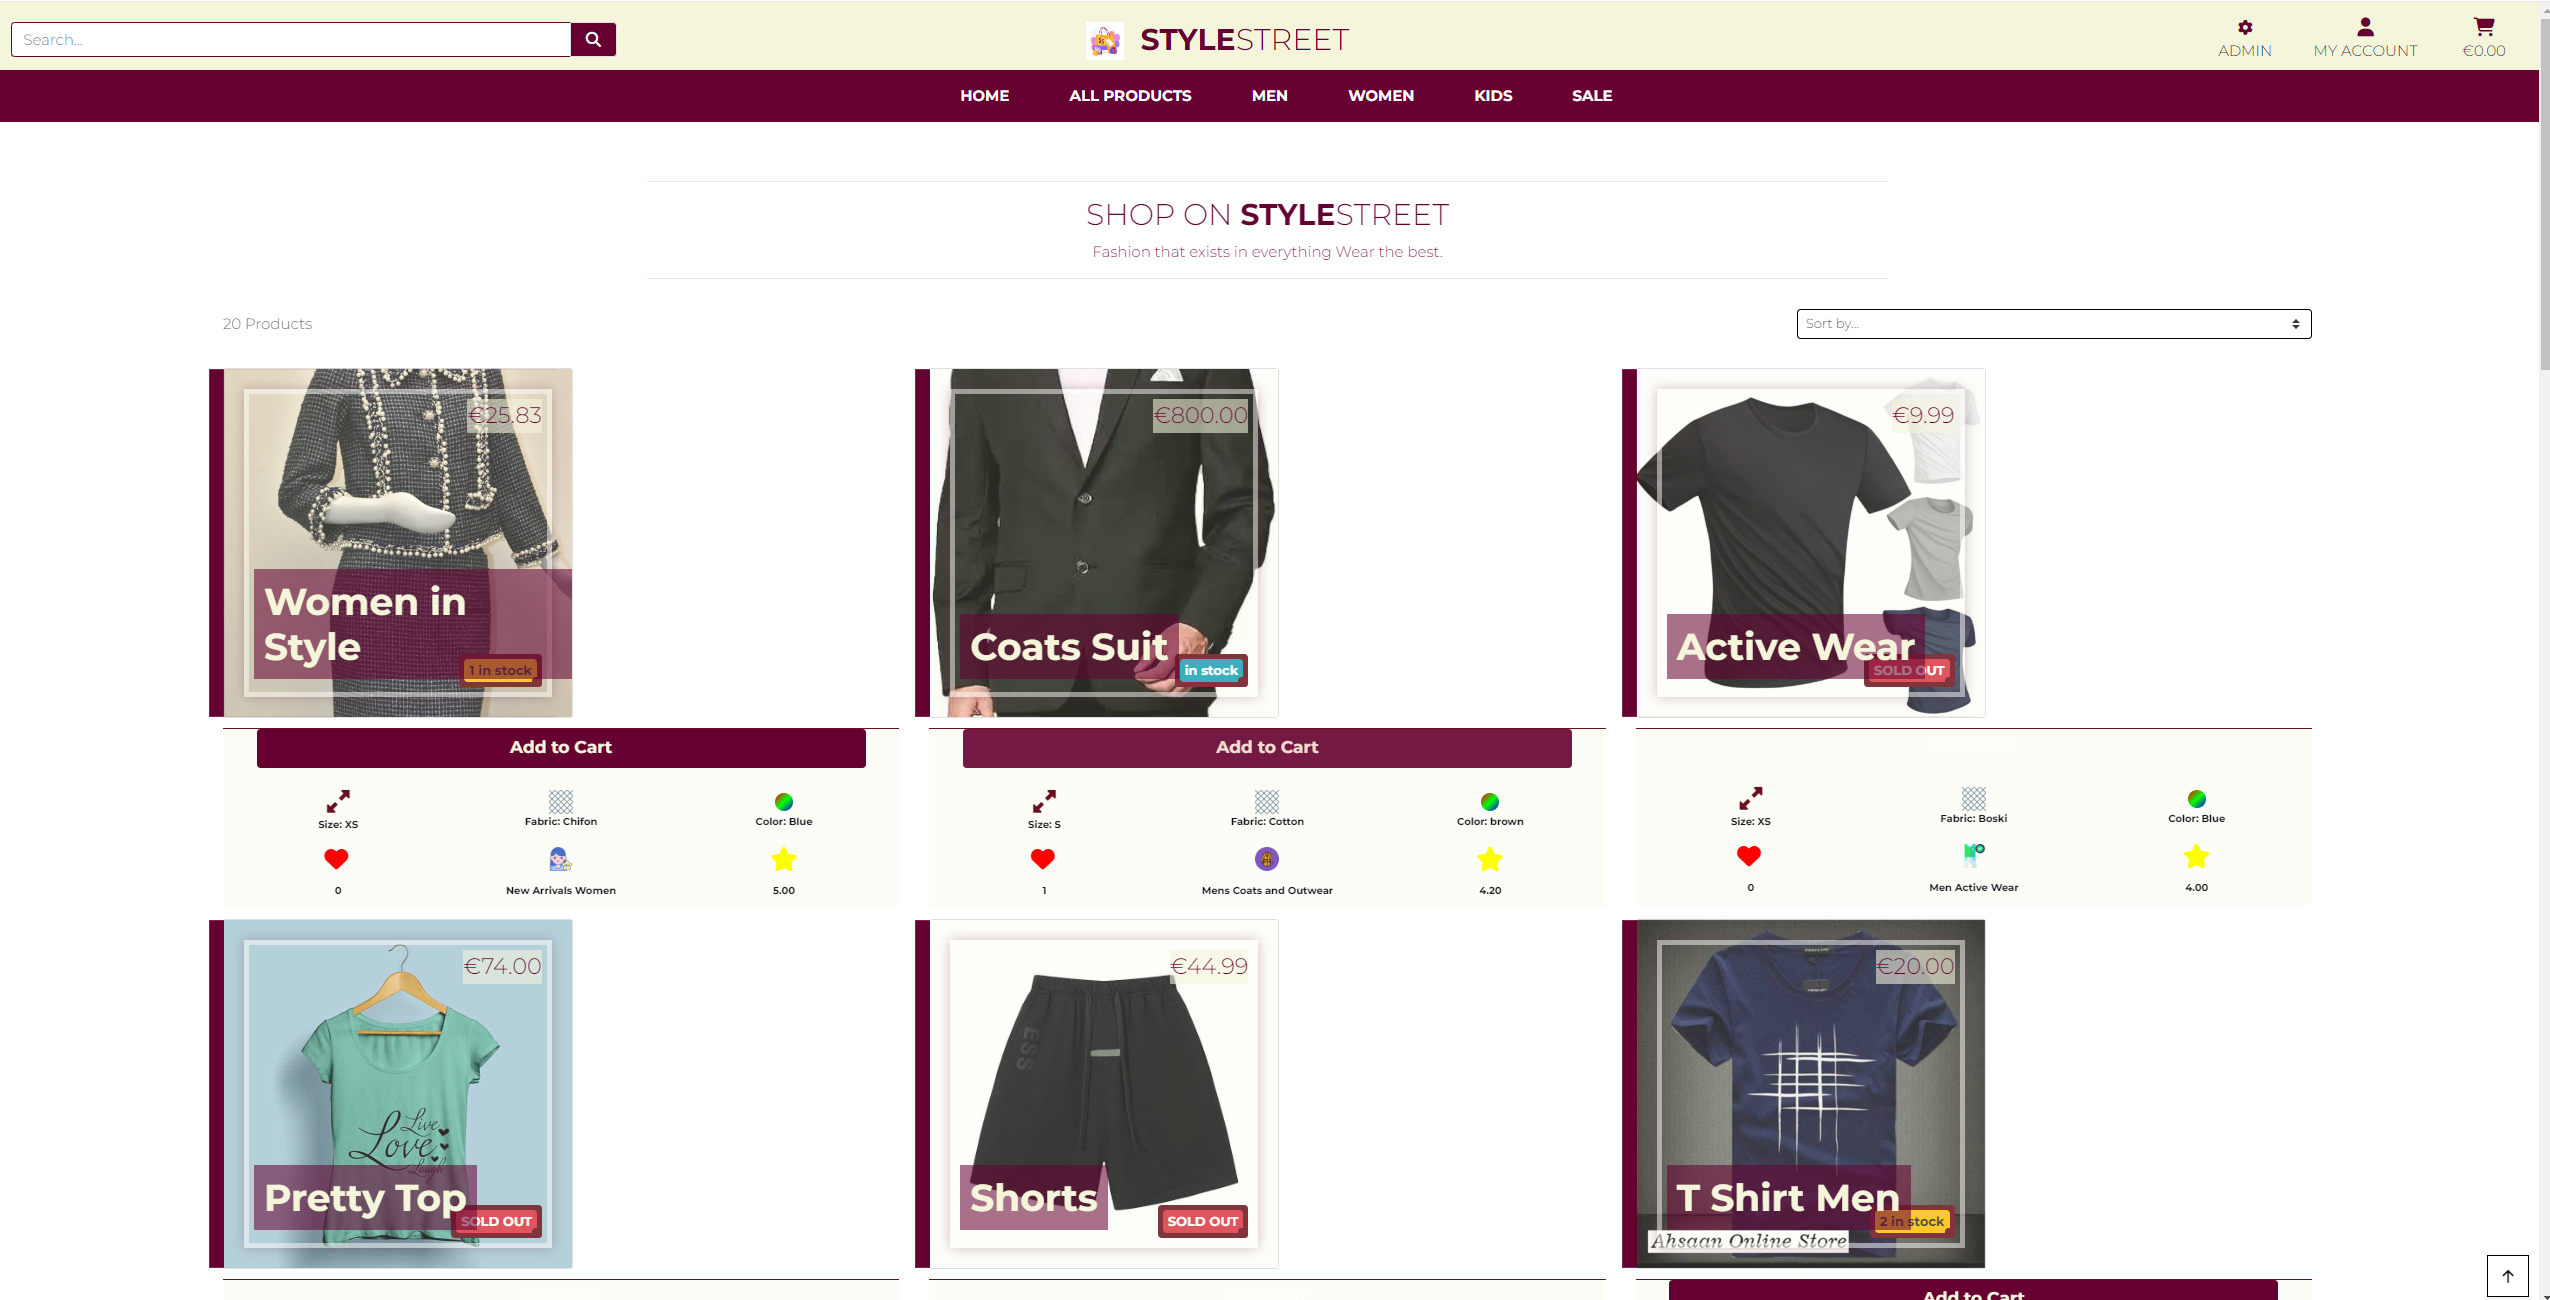 Search...
STYLESTREET
ADMIN
MY ACCOUNT
€0.00
HOME
ALL PRODUCTS
MEN
WOMEN
KIDS
SALE
SHOP ON STYLESTREET
Fashion that exists in everything Wear the best.
20 Products
Sort by...
€25.83
Women in
Style
1 in stock
€800.00
Coats Suit
in stock
€9.99
Active Wear
SOLD OUT
Add to Cart
Size: XS
Fabric: Chifon
Color: Blue
0
New Arrivals Women
5.00
Add to Cart
Size: S
Fabric: Cotton
Color: brown
1
Mens Coats and Outwear
4.20
Size: XS
Fabric: Boski
Color: Blue
0
Men Active Wear
4.00
€74.00
Live
Love
Laugh
Pretty Top
SOLD OUT
€44.99
ESS
Shorts
SOLD OUT
€20.00
T Shirt Men
2 in stock
Ahsaan Online Store
Add to Cart